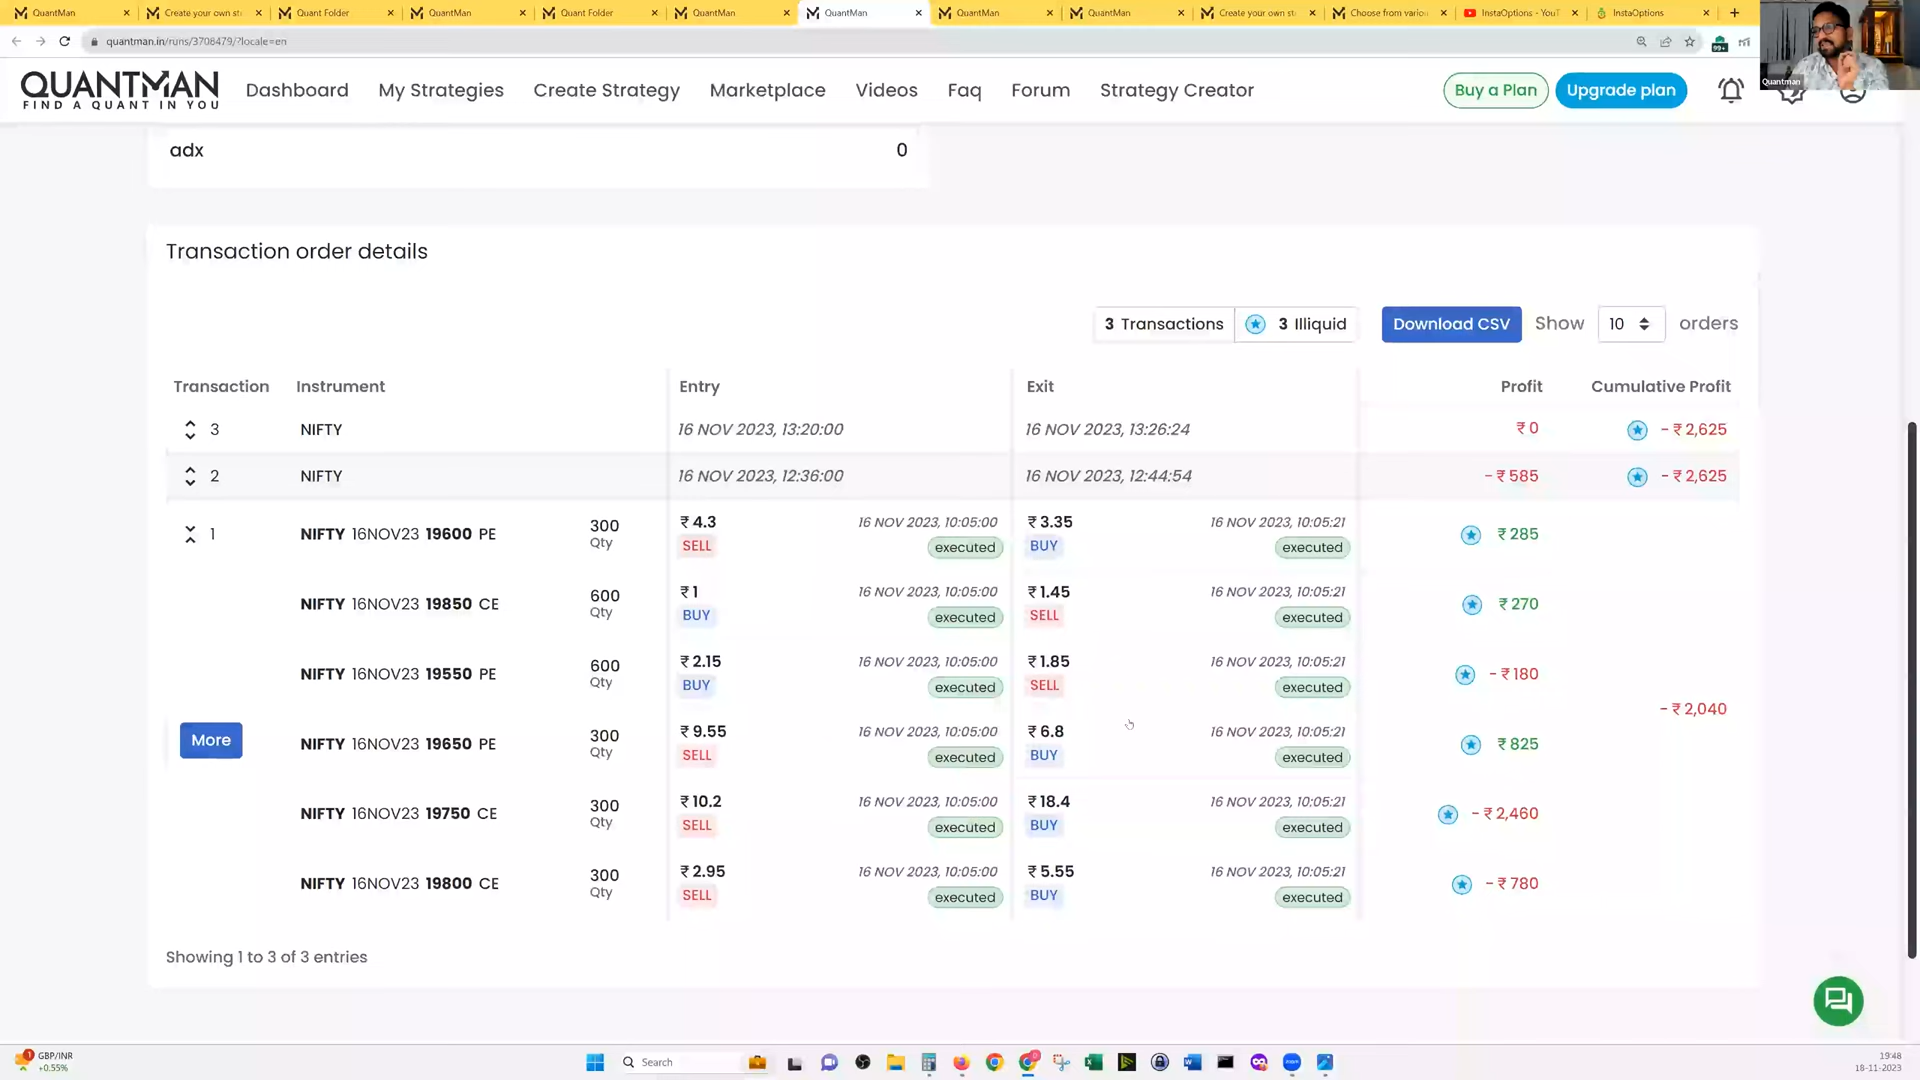 QuantMan
Create your own st
Quant Folder
QuantMan
Quant Folder
QuantMan
QuantMan
QuantMan
QuantMan
Create your own st
Choose from variou
InstaOptions - YouT
InstaOptions
quantman.in/runs/3708479/?locale=en
99+
Quantman
QUANTMAN
FIND A QUANT IN YOU
Dashboard
My Strategies
Create Strategy
Marketplace
Videos
Faq
Forum
Strategy Creator
Buy a Plan
Upgrade plan
adx 0
Transaction order details
3 Transactions
3 Illiquid
Download CSV
Show 10 orders
Transaction Instrument Entry Exit Profit Cumulative Profit
3 NIFTY 16 NOV 2023, 13:20:00 16 NOV 2023, 13:26:24 ₹ 0 - ₹ 2,625
2 NIFTY 16 NOV 2023, 12:36:00 16 NOV 2023, 12:44:54 - ₹ 585 - ₹ 2,625
1 NIFTY 16NOV23 19600 PE 300 Qty ₹ 4.3 SELL 16 NOV 2023, 10:05:00 executed ₹ 3.35 BUY 16 NOV 2023, 10:05:21 executed ₹ 285
NIFTY 16NOV23 19850 CE 600 Qty ₹ 1 BUY 16 NOV 2023, 10:05:00 executed ₹ 1.45 SELL 16 NOV 2023, 10:05:21 executed ₹ 270
NIFTY 16NOV23 19550 PE 600 Qty ₹ 2.15 BUY 16 NOV 2023, 10:05:00 executed ₹ 1.85 SELL 16 NOV 2023, 10:05:21 executed - ₹ 180
- ₹ 2,040
More
NIFTY 16NOV23 19650 PE 300 Qty ₹ 9.55 SELL 16 NOV 2023, 10:05:00 executed ₹ 6.8 BUY 16 NOV 2023, 10:05:21 executed ₹ 825
NIFTY 16NOV23 19750 CE 300 Qty ₹ 10.2 SELL 16 NOV 2023, 10:05:00 executed ₹ 18.4 BUY 16 NOV 2023, 10:05:21 executed - ₹ 2,460
NIFTY 16NOV23 19800 CE 300 Qty ₹ 2.95 SELL 16 NOV 2023, 10:05:00 executed ₹ 5.55 BUY 16 NOV 2023, 10:05:21 executed - ₹ 780
Showing 1 to 3 of 3 entries
GBP/INR
+0.55%
Search
19:48
18-11-2023